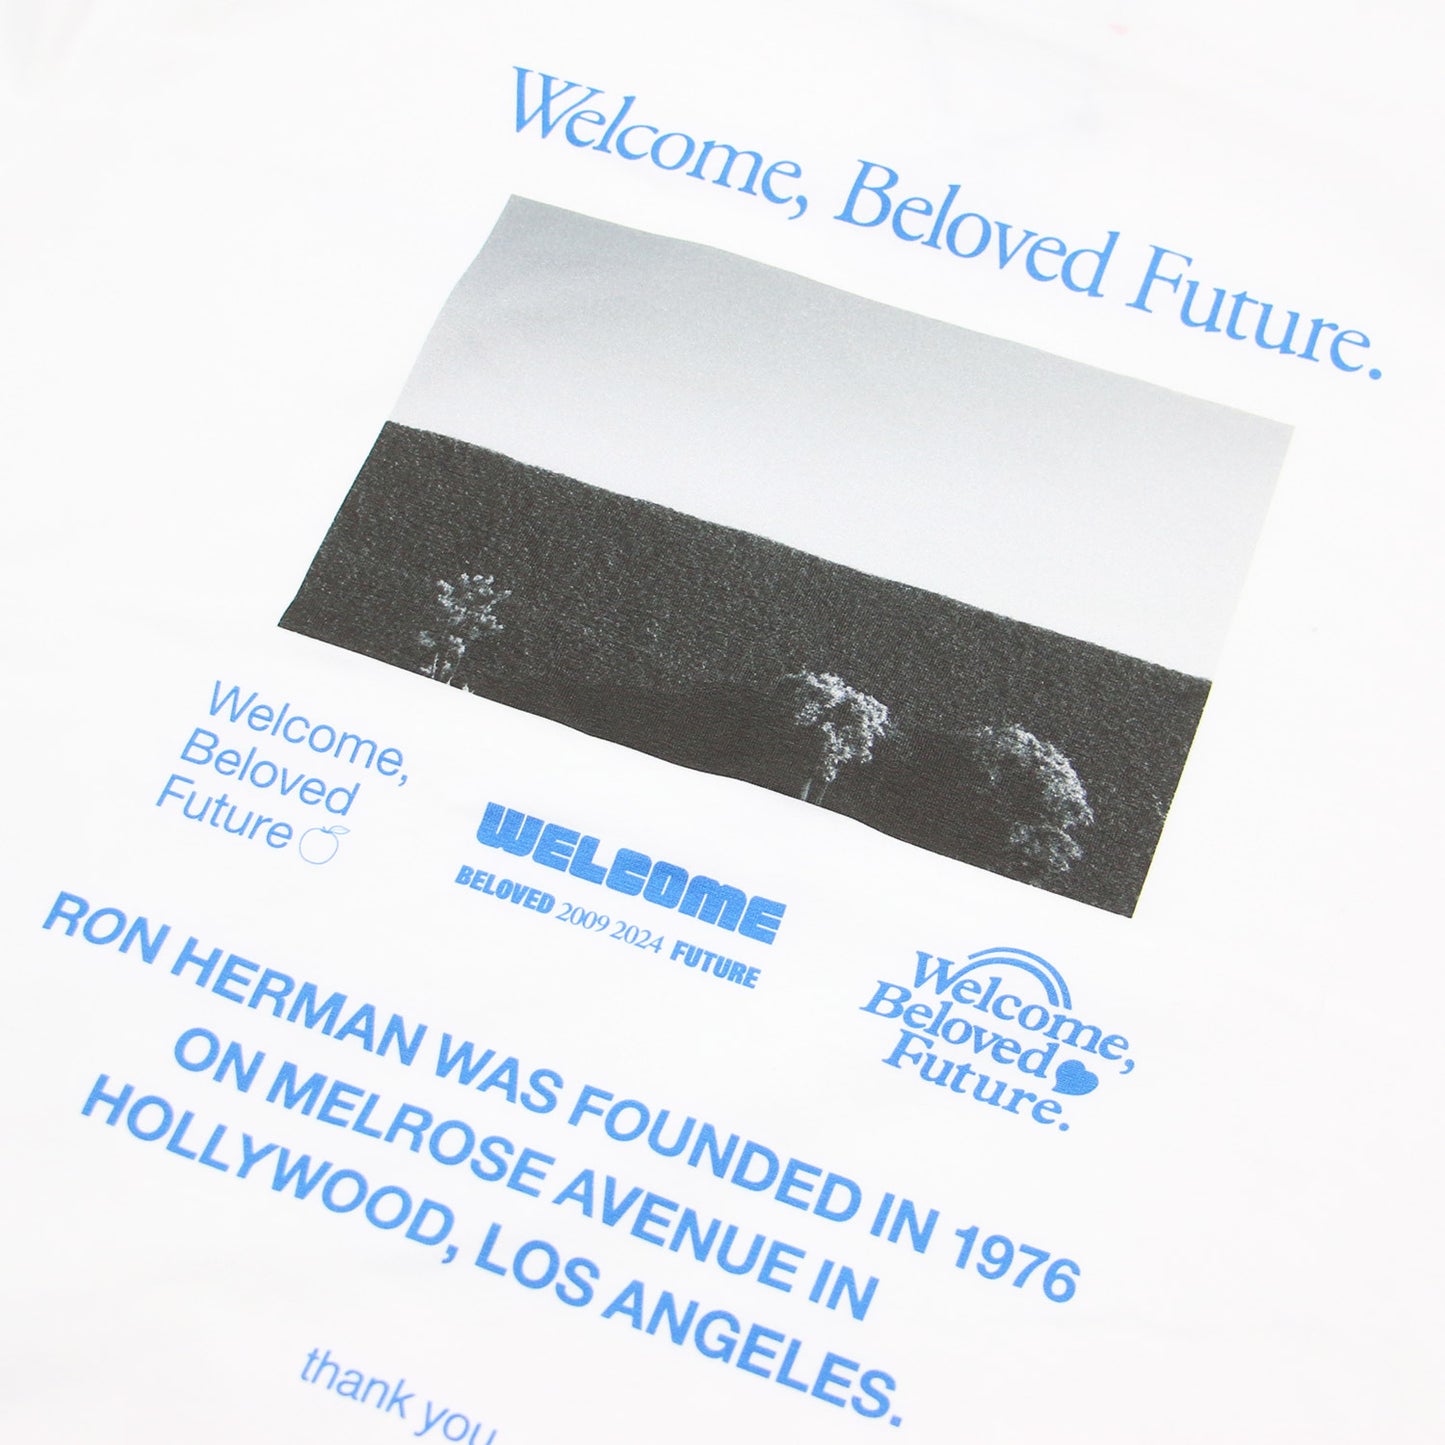 Welcome, Beloved Future.
Welcome,
Beloved
Future
WELCOME
BELOVED 2009 2024 FUTURE
Welcome,
Beloved
Future.
RON HERMAN WAS FOUNDED IN 1976
ON MELROSE AVENUE IN
HOLLYWOOD, LOS ANGELES.
thank you